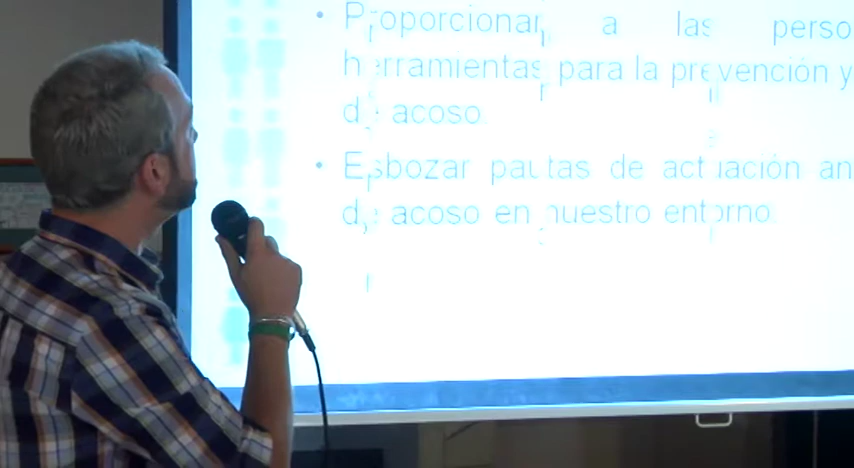 • Proporcionar a las perso
herramientas para la prevención y
de acoso.
• Esbozar pautas de actuación an
de acoso en nuestro entorno.